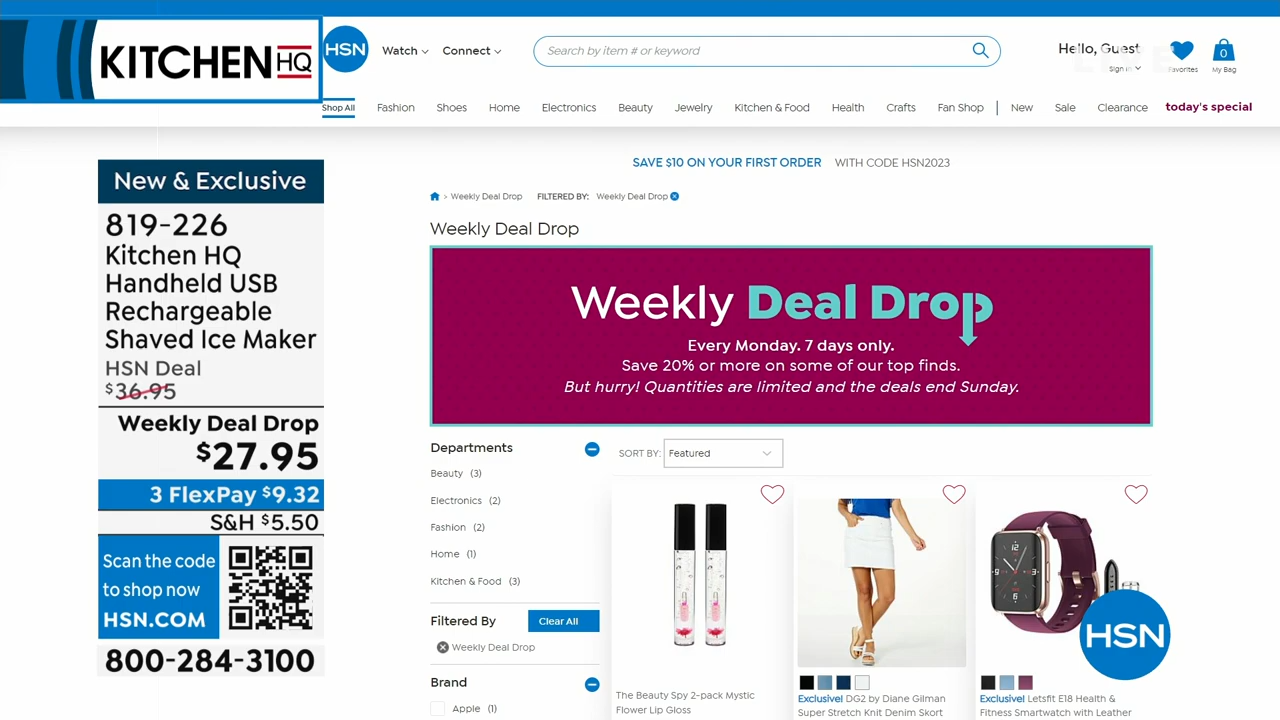 KITCHEN HQ
HSN
Watch
Connect
Search by item # or keyword
Hello, Guest
Sign in
Favorites
0
My Bag
Shop All
Fashion
Shoes
Home
Electronics
Beauty
Jewelry
Kitchen & Food
Health
Crafts
Fan Shop
New
Sale
Clearance
today's special
SAVE $10 ON YOUR FIRST ORDER WITH CODE HSN2023
New & Exclusive
819-226
Kitchen HQ
Handheld USB
Rechargeable
Shaved Ice Maker
HSN Deal
$36.95
Weekly Deal Drop
$27.95
3 FlexPay $9.32
S&H $5.50
Scan the code
to shop now
HSN.COM
800-284-3100
> Weekly Deal Drop FILTERED BY: Weekly Deal Drop
Weekly Deal Drop
Weekly Deal Drop
Every Monday. 7 days only.
Save 20% or more on some of our top finds.
But hurry! Quantities are limited and the deals end Sunday.
Departments
Beauty (3)
Electronics (2)
Fashion (2)
Home (1)
Kitchen & Food (3)
Filtered By
Clear All
Weekly Deal Drop
Brand
Apple (1)
SORT BY: Featured
The Beauty Spy 2-pack Mystic
Flower Lip Gloss
Exclusive! DG2 by Diane Gilman
Super Stretch Knit Denim Skort
Exclusive! Letsfit E18 Health &
Fitness Smartwatch with Leather
HSN